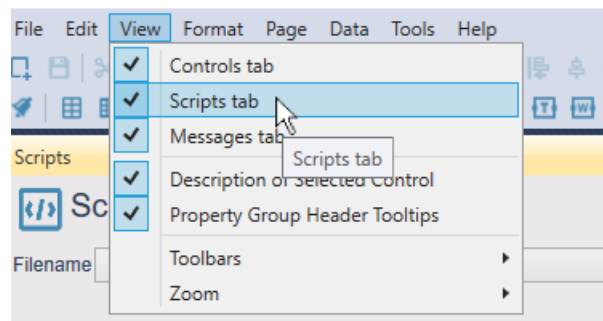 File Edit View Format Page Data Tools Help
Controls tab
Scripts tab
Messages tab
Scripts tab
Scripts
Description of Selected Control
Sc
Property Group Header Tooltips
Filename
Toolbars
Zoom